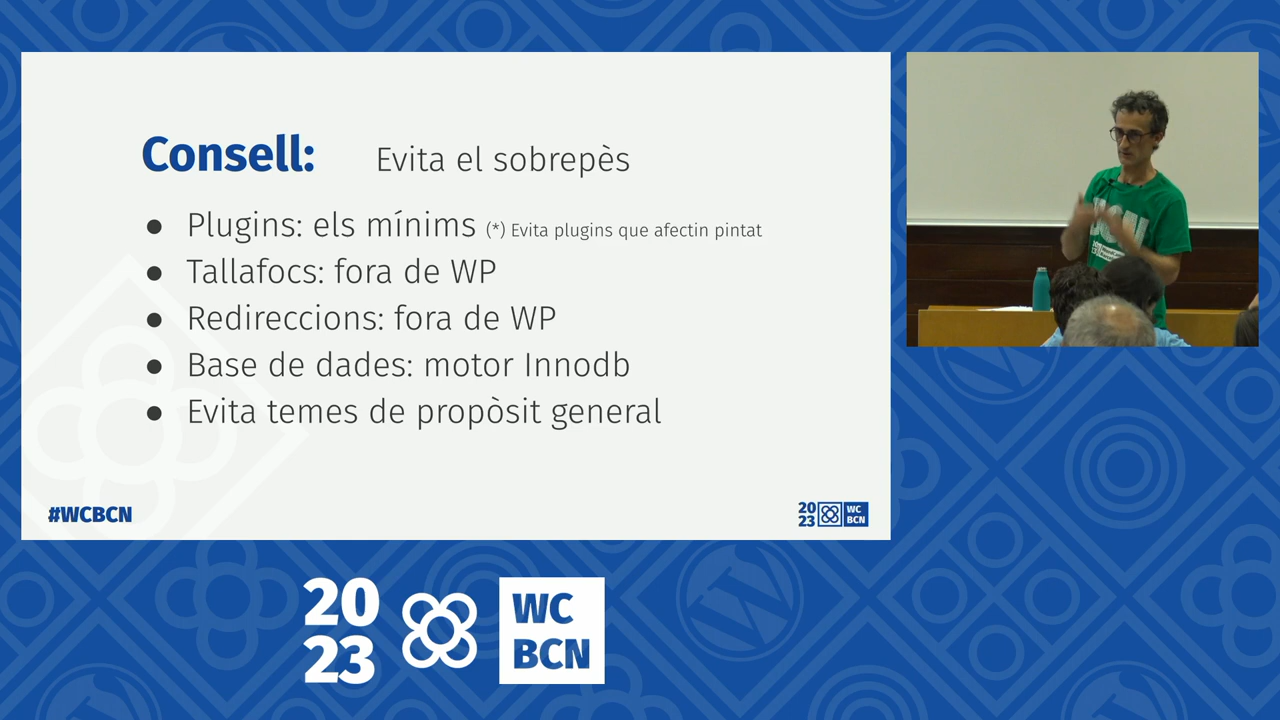 Consell: Evita el sobrepès
● Plugins: els mínims (*) Evita plugins que afectin pintat
● Tallafocs: fora de WP
● Redireccions: fora de WP
● Base de dades: motor Innodb
● Evita temes de propòsit general
#WCBCN
20
23
WC
BCN
20
23
WC
BCN